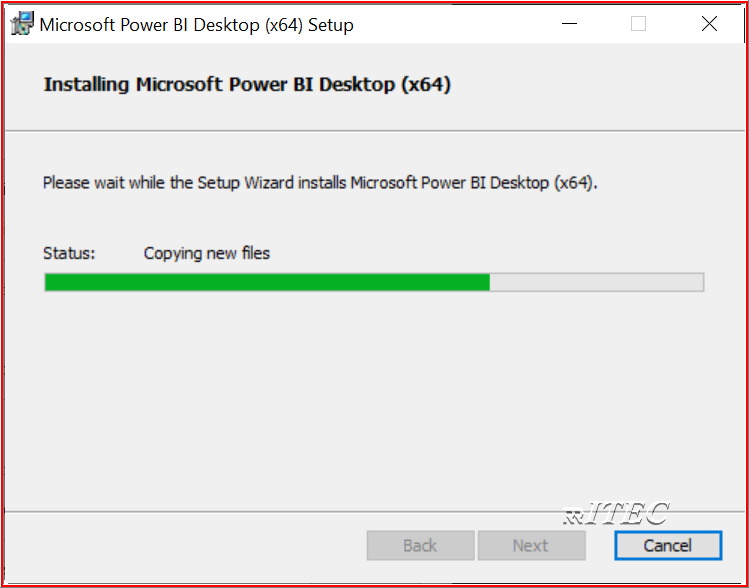 Microsoft Power BI Desktop (x64) Setup
Installing Microsoft Power BI Desktop (x64)
Please wait while the Setup Wizard installs Microsoft Power BI Desktop (x64).
Status: Copying new files
ITEC
Back Next Cancel